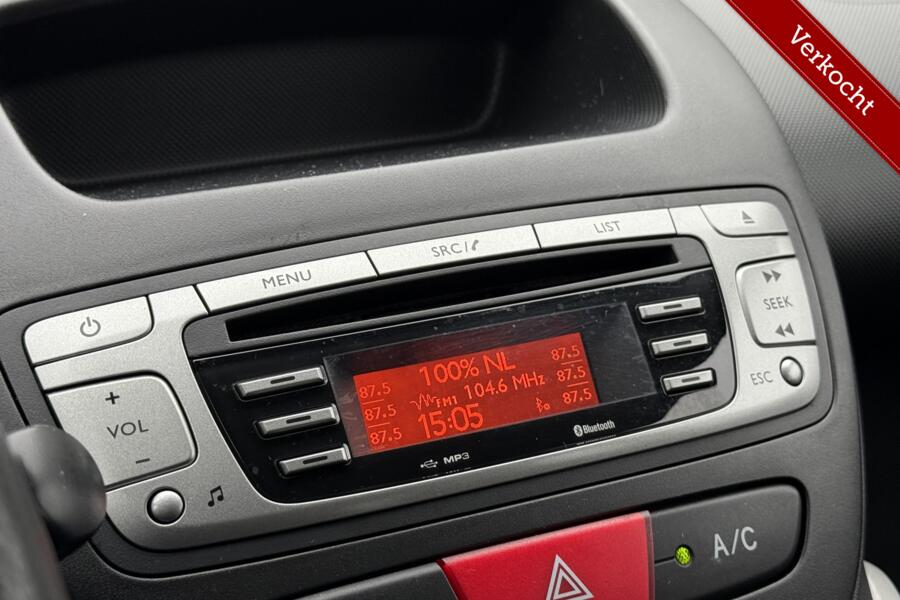 Verkocht
MENU
SRC/
LIST
+
VOL
-
SEEK
ESC
100% NL
87.5
87.5
87.5
FM1 104.6 MHz
15:05
87.5
87.5
87.5
MP3
Bluetooth
A/C